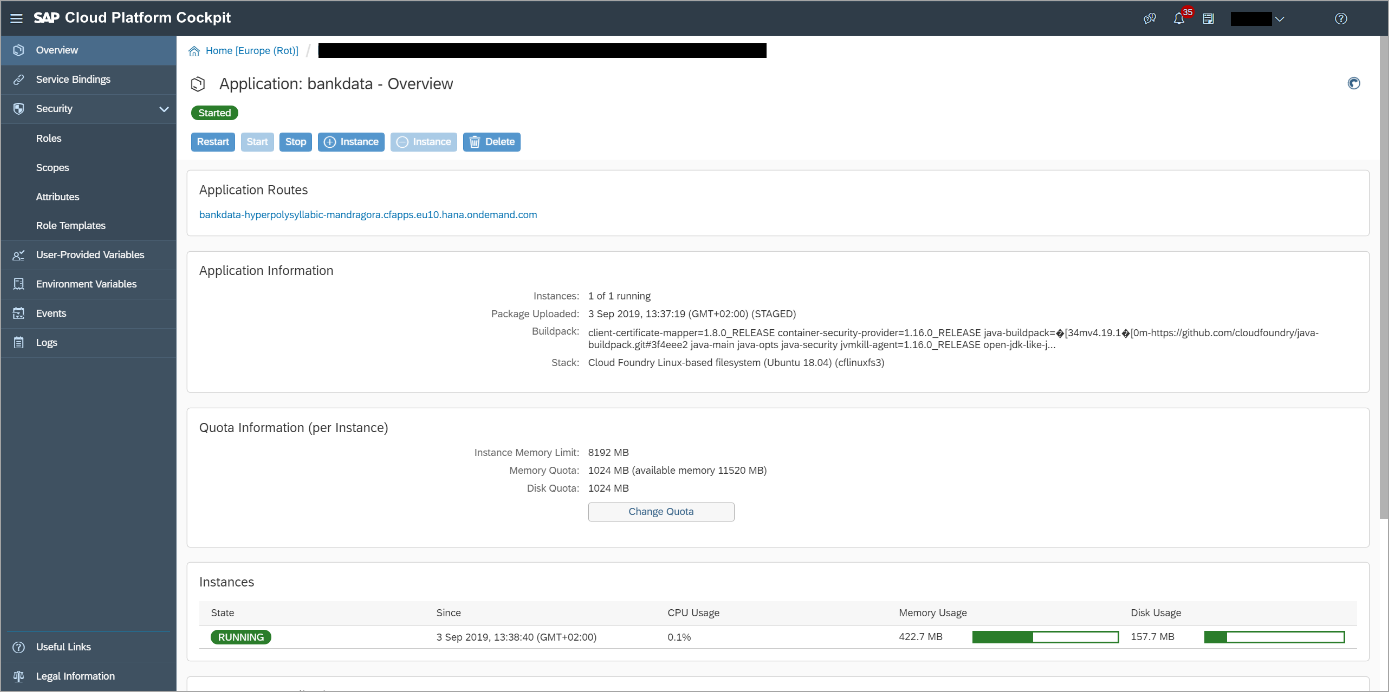 SAP Cloud Platform Cockpit
35
Overview
Service Bindings
Security
Roles
Scopes
Attributes
Role Templates
User-Provided Variables
Environment Variables
Events
Logs
Useful Links
Legal Information
Home [Europe (Rot)] /
Application: bankdata - Overview
Started
Restart Start Stop Instance Instance Delete
Application Routes
bankdata-hyperpolysyllabic-mandragora.cfapps.eu10.hana.ondemand.com
Application Information
Instances: 1 of 1 running
Package Uploaded: 3 Sep 2019, 13:37:19 (GMT+02:00) (STAGED)
Buildpack: client-certificate-mapper=1.8.0_RELEASE container-security-provider=1.16.0_RELEASE java-buildpack=�[34mv4.19.1�[0m-https://github.com/cloudfoundry/java-
buildpack.git#3f4eee2 java-main java-opts java-security jvmkill-agent=1.16.0_RELEASE open-jdk-like-j...
Stack: Cloud Foundry Linux-based filesystem (Ubuntu 18.04) (cflinuxfs3)
Quota Information (per Instance)
Instance Memory Limit: 8192 MB
Memory Quota: 1024 MB (available memory 11520 MB)
Disk Quota: 1024 MB
Change Quota
Instances
State Since CPU Usage Memory Usage Disk Usage
RUNNING 3 Sep 2019, 13:38:40 (GMT+02:00) 0.1% 422.7 MB 157.7 MB